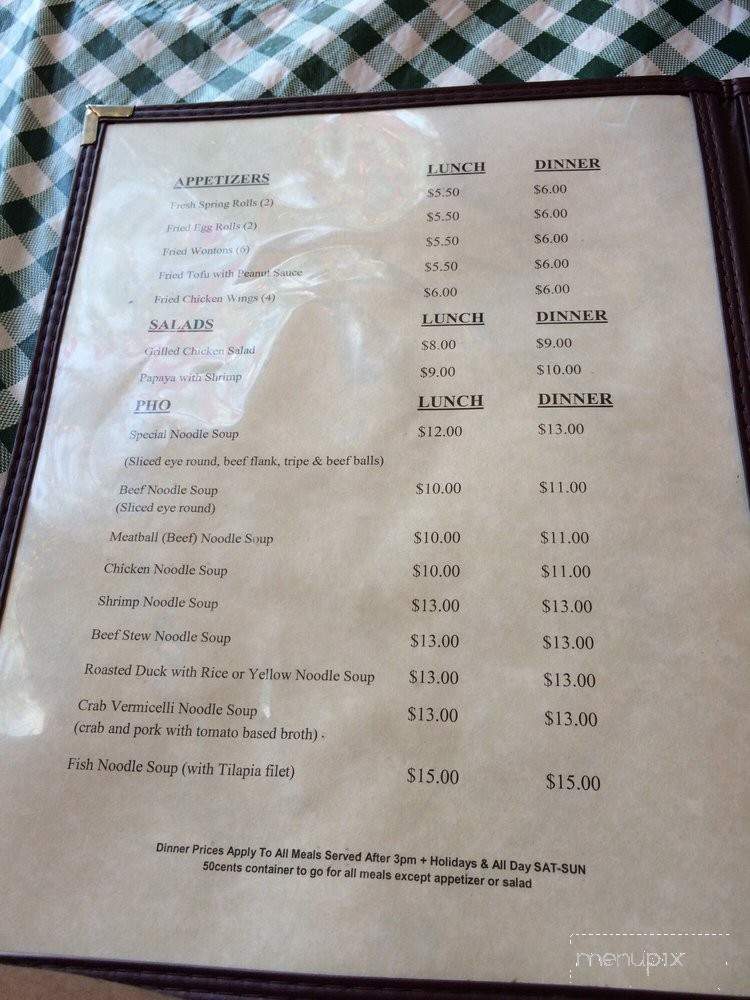 APPETIZERS LUNCH DINNER
Fresh Spring Rolls (2) $5.50 $6.00
Fried Egg Rolls (2) $5.50 $6.00
Fried Wontons (6) $5.50 $6.00
Fried Tofu with Peanut Sauce $5.50 $6.00
Fried Chicken Wings (4) $6.00 $6.00
SALADS LUNCH DINNER
Grilled Chicken Salad $8.00 $9.00
Papaya with Shrimp $9.00 $10.00
PHO LUNCH DINNER
Special Noodle Soup $12.00 $13.00
(Sliced eye round, beef flank, tripe & beef balls)
Beef Noodle Soup $10.00 $11.00
(Sliced eye round)
Meatball (Beef) Noodle Soup $10.00 $11.00
Chicken Noodle Soup $10.00 $11.00
Shrimp Noodle Soup $13.00 $13.00
Beef Stew Noodle Soup $13.00 $13.00
Roasted Duck with Rice or Yellow Noodle Soup $13.00 $13.00
Crab Vermicelli Noodle Soup $13.00 $13.00
(crab and pork with tomato based broth) .
Fish Noodle Soup (with Tilapia filet) $15.00 $15.00
Dinner Prices Apply To All Meals Served After 3pm + Holidays & All Day SAT-SUN
50cents container to go for all meals except appetizer or salad
menupix